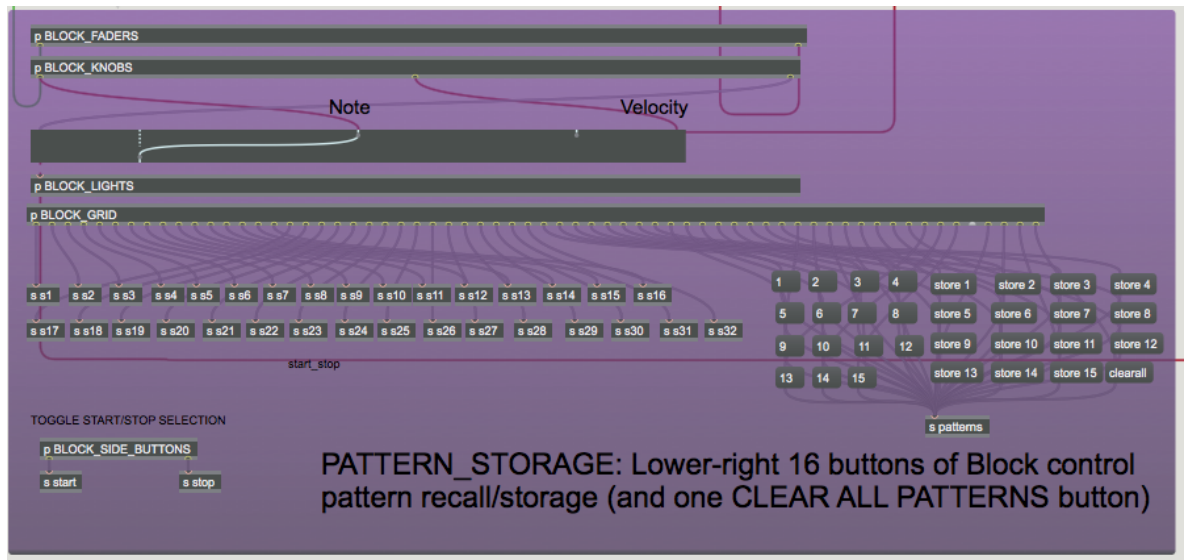 p BLOCK_FADERS
p BLOCK_KNOBS
Note Velocity
p BLOCK_LIGHTS
p BLOCK_GRID
1 2 3 4 store 1 store 2 store 3 store 4
s s1 s s2 s s3 s s4 s s5 s s6 s s7 s s8 s s9 s s10 s s11 s s12 s s13 s s14 s s15 s s16
5 6 7 8 store 5 store 6 store 7 store 8
s s17 s s18 s s19 s s20 s s21 s s22 s s23 s s24 s s25 s s26 s s27 s s28 s s29 s s30 s s31 s s32
9 10 11 12 store 9 store 10 store 11 store 12
start_stop
13 14 15 store 13 store 14 store 15 clearall
TOGGLE START/STOP SELECTION
s patterns
p BLOCK_SIDE_BUTTONS
s start s stop
PATTERN_STORAGE: Lower-right 16 buttons of Block control
pattern recall/storage (and one CLEAR ALL PATTERNS button)